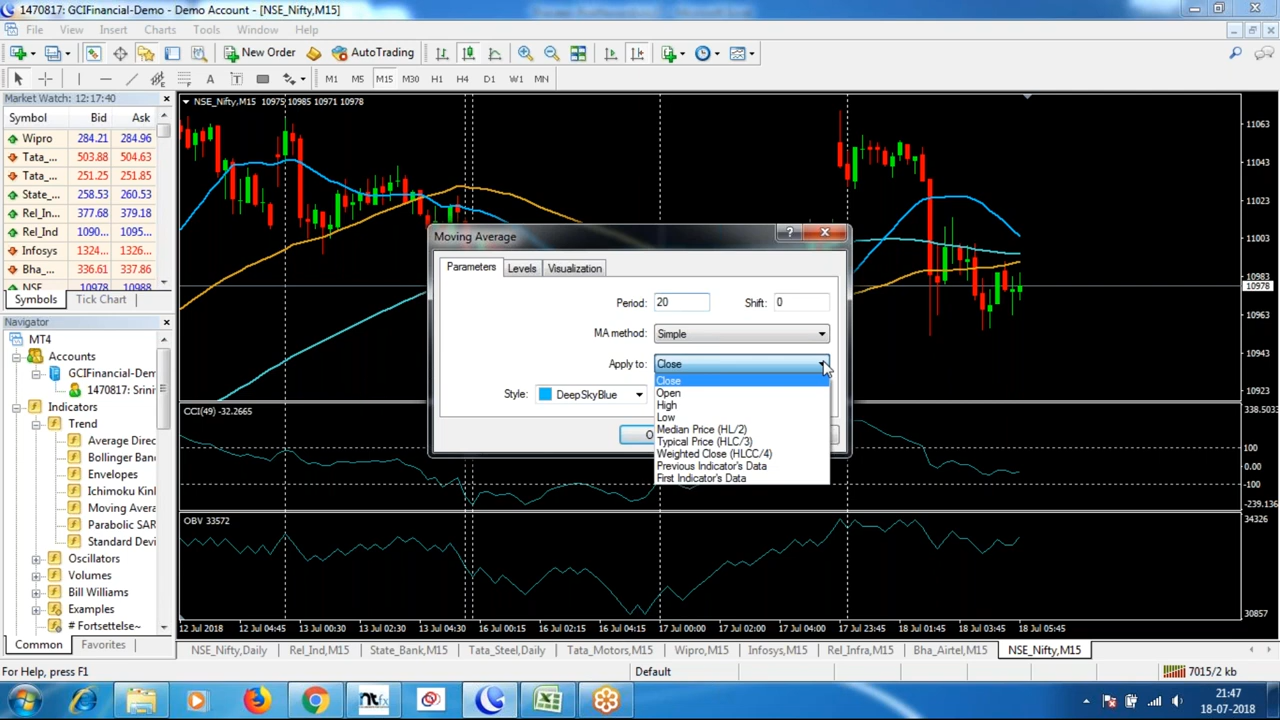 1470817: GCIFinancial-Demo - Demo Account - [NSE_Nifty,M15]
File View Insert Charts Tools Window Help
New Order AutoTrading
A T M1 M5 M15 M30 H1 H4 D1 W1 MN
Market Watch: 12:17:40
Symbol Bid Ask
Wipro 284.21 284.96
Tata_... 503.88 504.63
Tata_... 251.25 251.85
State_... 258.53 260.53
Rel_In... 377.68 379.18
Rel_Ind 1090... 1095...
Infosys 1324... 1326...
Bha_... 336.61 337.86
NSE 10978 10988
Symbols Tick Chart
Navigator
MT4
Accounts
GCIFinancial-Dem
1470817: Srini
Indicators
Trend
Average Direc
Bollinger Ban
Envelopes
Ichimoku Kinl
Moving Avera
Parabolic SAR
Standard Devi
Oscillators
Volumes
Bill Williams
Examples
# Fortsettelse~
Common Favorites
NSE_Nifty,M15 10975 10985 10971 10978
11063
11043
11023
11003
10983
10978
10963
10943
10923
Moving Average
Parameters Levels Visualization
Period: 20 Shift: 0
MA method: Simple
Apply to: Close
Close
Open
High
Low
Median Price (HL/2)
Typical Price (HLC/3)
Weighted Close (HLCC/4)
Previous Indicator's Data
First Indicator's Data
Style: DeepSkyBlue
O
CCI(49) -32.2665
338.5031
100
0.00
-100
-239.136
OBV 33572
34326
30857
12 Jul 2018 12 Jul 04:45 13 Jul 00:30 13 Jul 02:30 13 Jul 04:30 16 Jul 00:15 16 Jul 02:15 16 Jul 04:15 17 Jul 00:00 17 Jul 02:00 17 Jul 04:00 17 Jul 23:45 18 Jul 01:45 18 Jul 03:45 18 Jul 05:45
NSE_Nifty,Daily Rel_Ind,M15 State_Bank,M15 Tata_Steel,Daily Tata_Motors,M15 Wipro,M15 Infosys,M15 Rel_Infra,M15 Bha_Airtel,M15 NSE_Nifty,M15
For Help, press F1 Default 7015/2 kb
ntfx
21:47
18-07-2018